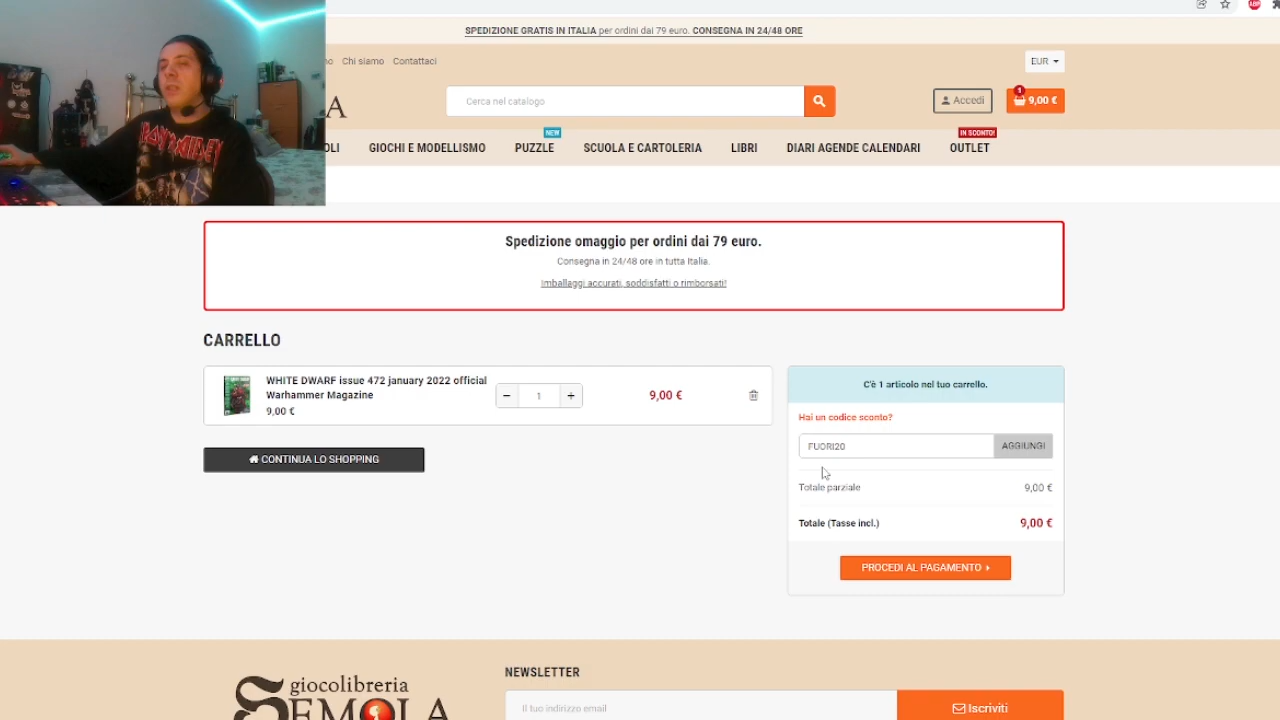 SPEDIZIONE GRATIS IN ITALIA per ordini dai 79 euro. CONSEGNA IN 24/48 ORE
Chi siamo Contattaci
EUR
Cerca nel catalogo
Accedi
1
9,00 €
IRON MAIDEN
NEW
IN SCONTO!
GIOCHI E MODELLISMO PUZZLE SCUOLA E CARTOLERIA LIBRI DIARI AGENDE CALENDARI OUTLET
Spedizione omaggio per ordini dai 79 euro.
Consegna in 24/48 ore in tutta Italia.
Imballaggi accurati, soddisfatti o rimborsati!
CARRELLO
WHITE DWARF issue 472 january 2022 official
Warhammer Magazine
9,00 €
1
9,00 €
CONTINUA LO SHOPPING
C'è 1 articolo nel tuo carrello.
Hai un codice sconto?
FUORI20
AGGIUNGI
Totale parziale 9,00 €
Totale (Tasse incl.) 9,00 €
PROCEDI AL PAGAMENTO
giocolibreria
SEMOLA
NEWSLETTER
Il tuo indirizzo email
Iscriviti